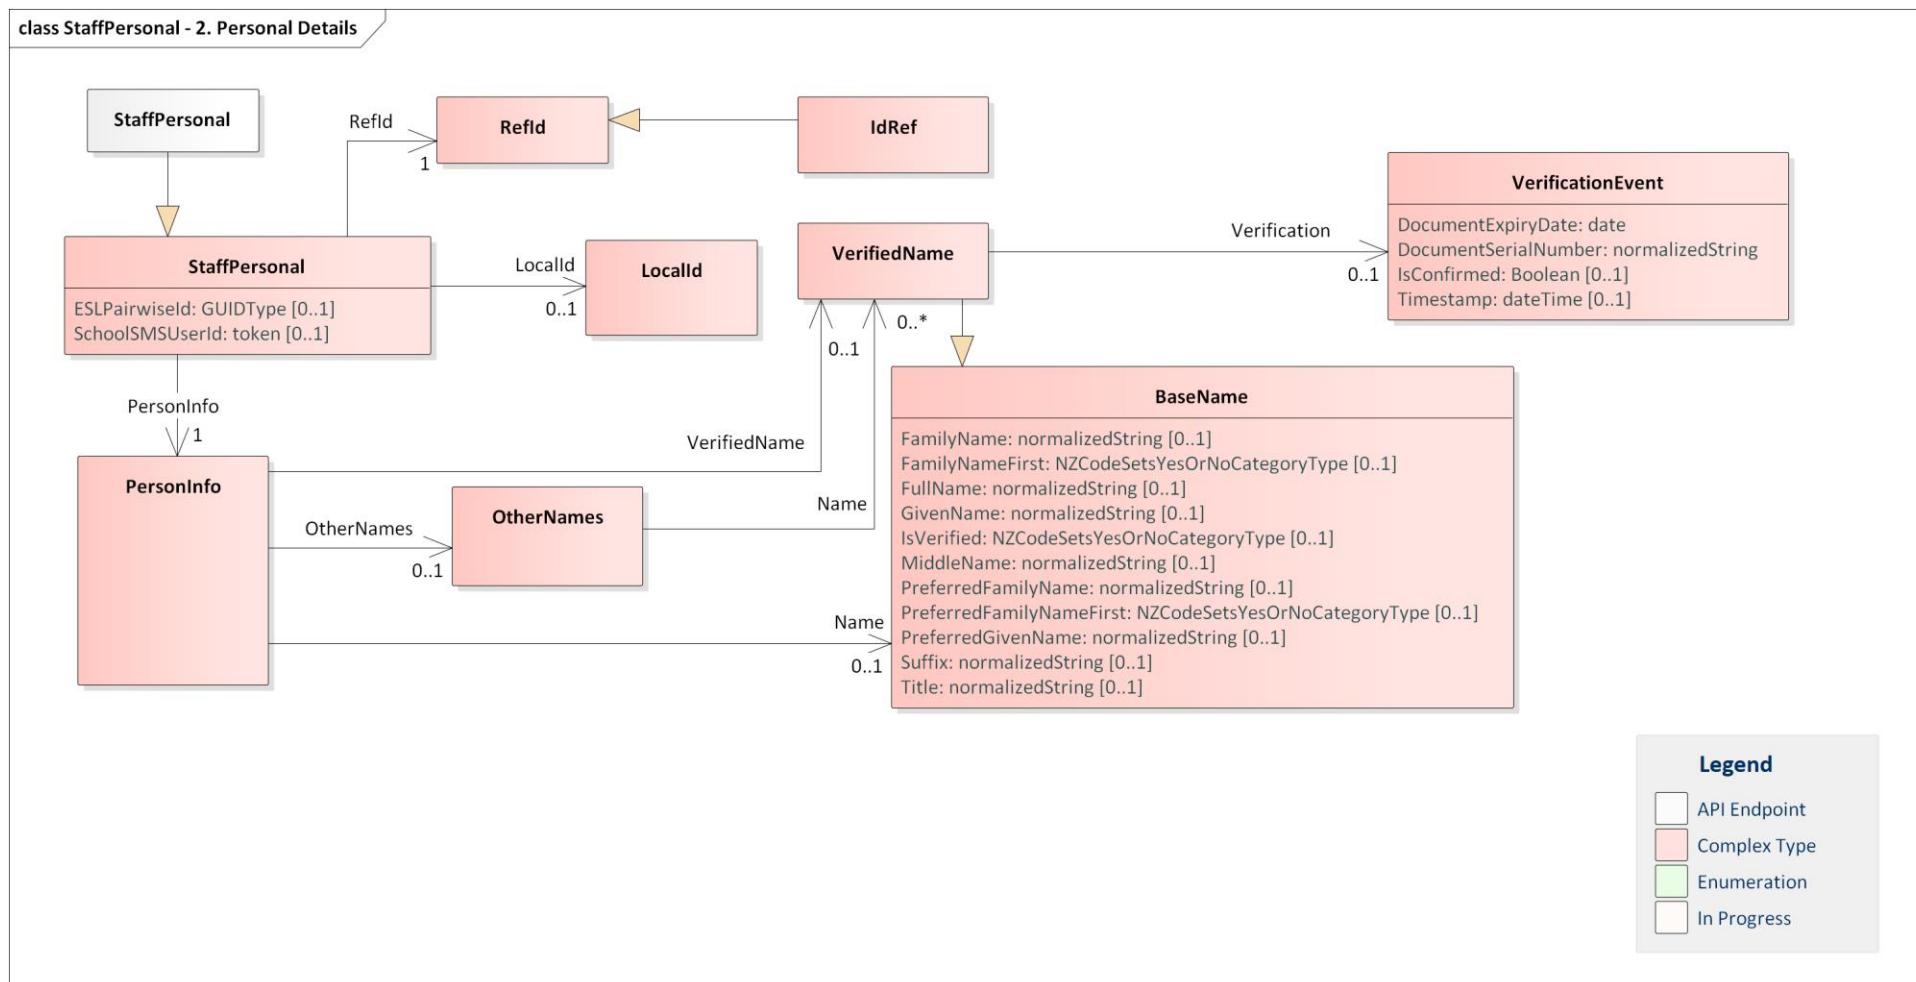 class StaffPersonal - 2. Personal Details
StaffPersonal
RefId
1
RefId
IdRef
StaffPersonal
ESLPairwiseId: GUIDType [0..1]
SchoolSMSUserId: token [0..1]
LocalId
0..1
LocalId
VerifiedName
Verification
0..1
VerificationEvent
DocumentExpiryDate: date
DocumentSerialNumber: normalizedString
IsConfirmed: Boolean [0..1]
Timestamp: dateTime [0..1]
PersonInfo
1
PersonInfo
VerifiedName
0..1
OtherNames
0..1
OtherNames
Name
0..*
Name
0..1
BaseName
FamilyName: normalizedString [0..1]
FamilyNameFirst: NZCodeSetsYesOrNoCategoryType [0..1]
FullName: normalizedString [0..1]
GivenName: normalizedString [0..1]
IsVerified: NZCodeSetsYesOrNoCategoryType [0..1]
MiddleName: normalizedString [0..1]
PreferredFamilyName: normalizedString [0..1]
PreferredFamilyNameFirst: NZCodeSetsYesOrNoCategoryType [0..1]
PreferredGivenName: normalizedString [0..1]
Suffix: normalizedString [0..1]
Title: normalizedString [0..1]
Legend
API Endpoint
Complex Type
Enumeration
In Progress